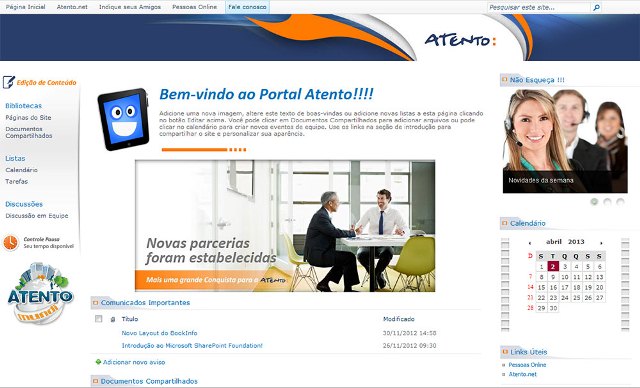 Página Inicial Atento.net Indique seus Amigos Pessoas Online Fale conosco Pesquisar este site...
ATENTO:
Edição de Conteúdo
Bibliotecas
Páginas do Site
Documentos
Compartilhados
Listas
Calendário
Tarefas
Discussões
Discussão em Equipe
Controle Pausa
Seu tempo disponível
ATENTO
Bem-vindo ao Portal Atento!!!!
Adicione uma nova imagem, altere este texto de boas-vindas ou adicione novas listas a esta página clicando
no botão Editar acima. Você pode clicar em Documentos Compartilhados para adicionar arquivos ou pode
clicar no calendário para criar novos eventos de equipe. Use os links na seção de introdução para
compartilhar o site e personalizar sua aparência.
Novas parcerias
foram estabelecidas
Mais uma grande Conquista para a ATENTO
Comunicados Importantes
Título Modificado
Novo Layout do BookInfo 30/11/2012 14:58
Introdução ao Microsoft SharePoint Foundation! 26/11/2012 09:30
Adicionar novo aviso
Documentos Compartilhados
Não Esqueça !!!
Novidades da semana
Calendário
abril 2013
D S T Q Q S S
1 2 3 4 5 6
7 8 9 10 11 12 13
14 15 16 17 18 19 20
21 22 23 24 25 26 27
28 29 30
Links Úteis
Pessoas Online
Atento.net